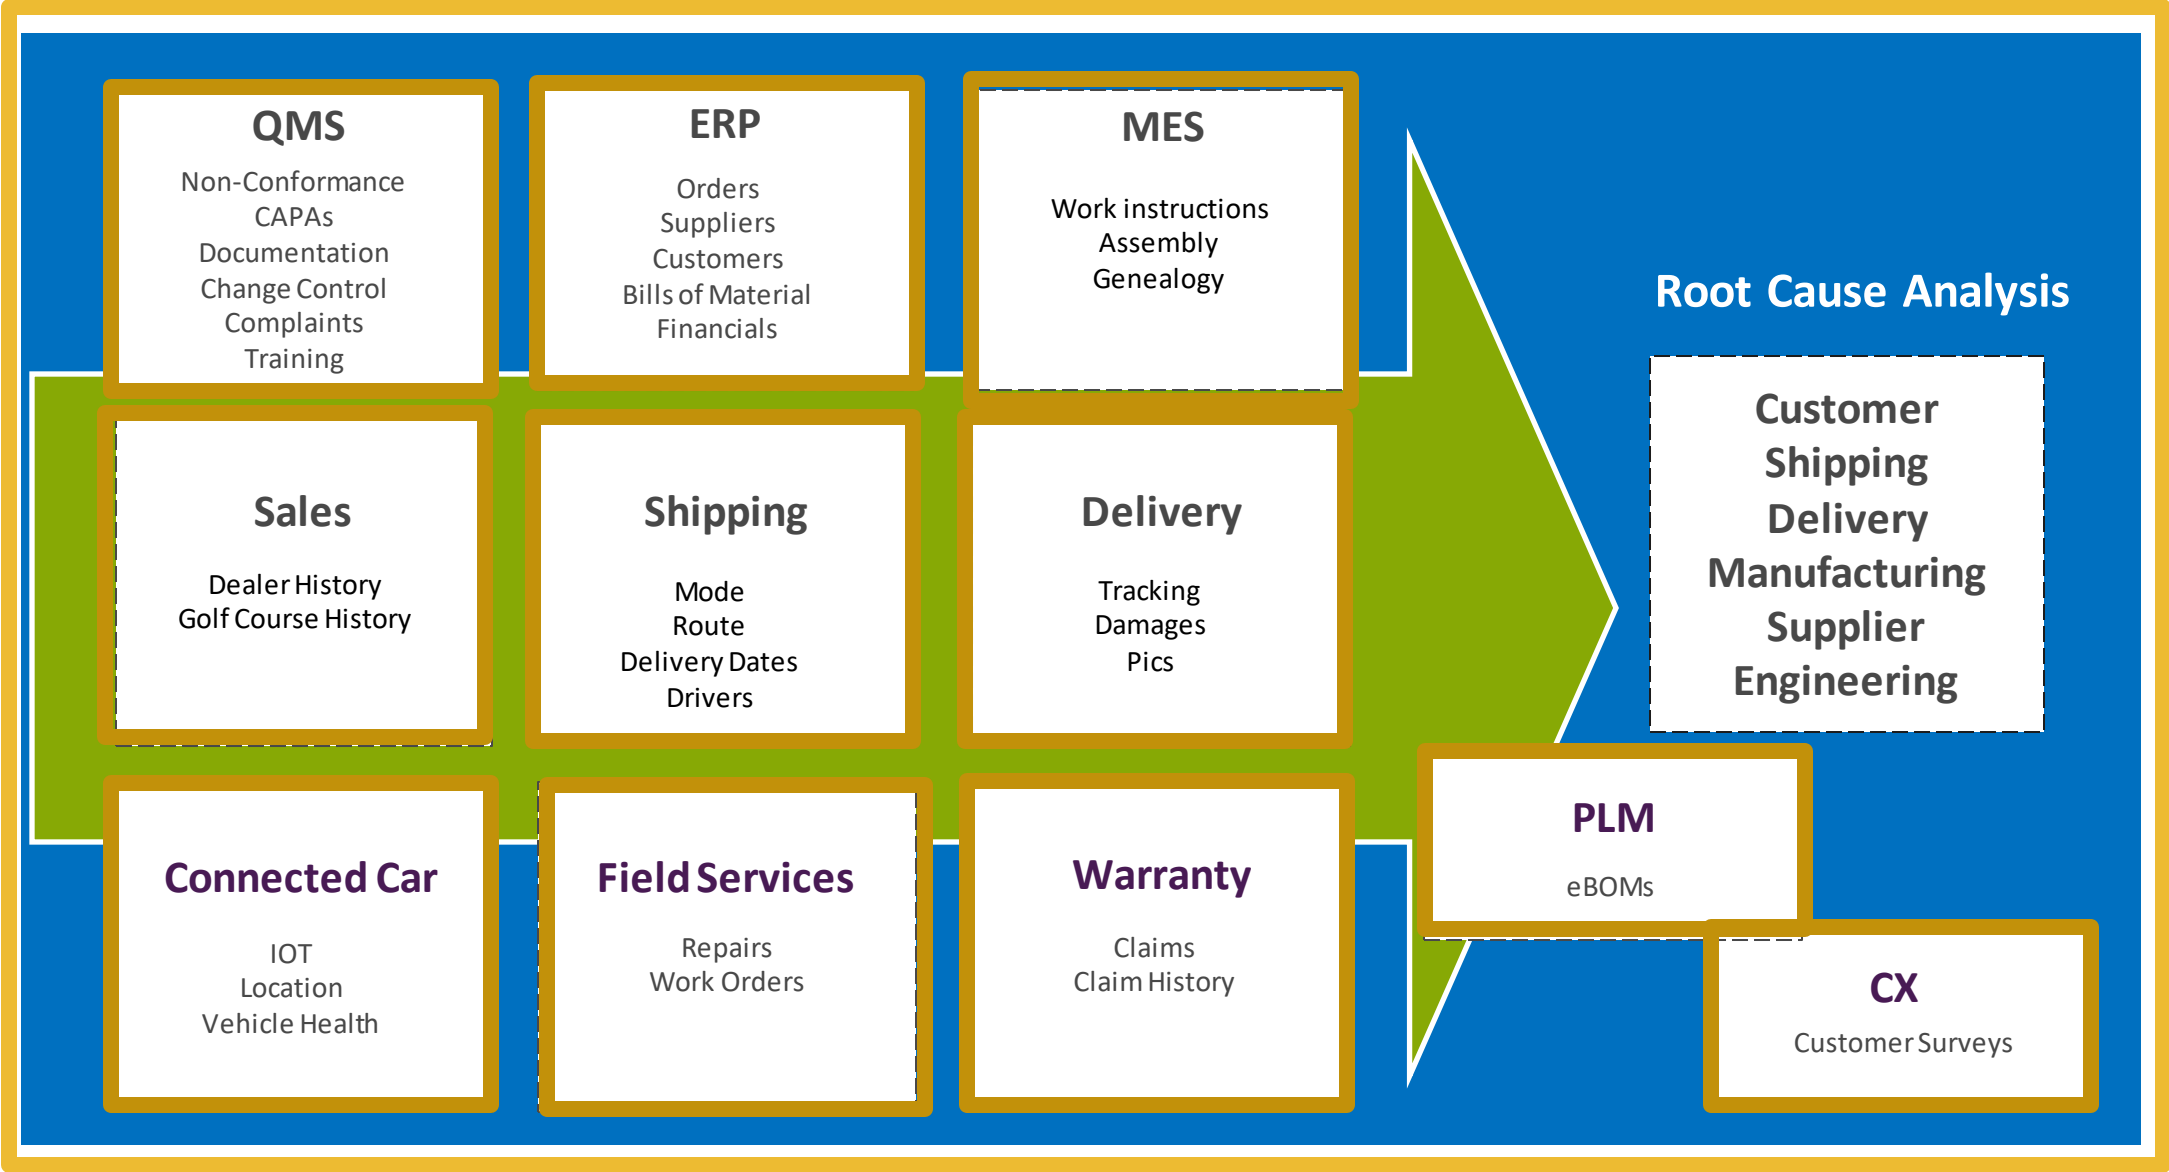 QMS
Non-Conformance
CAPAs
Documentation
Change Control
Complaints
Training
ERP
Orders
Suppliers
Customers
Bills of Material
Financials
MES
Work instructions
Assembly
Genealogy
Root Cause Analysis
Customer
Shipping
Delivery
Manufacturing
Supplier
Engineering
Sales
Dealer History
Golf Course History
Shipping
Mode
Route
Delivery Dates
Drivers
Delivery
Tracking
Damages
Pics
Connected Car
IOT
Location
Vehicle Health
Field Services
Repairs
Work Orders
Warranty
Claims
Claim History
PLM
eBOMs
CX
Customer Surveys